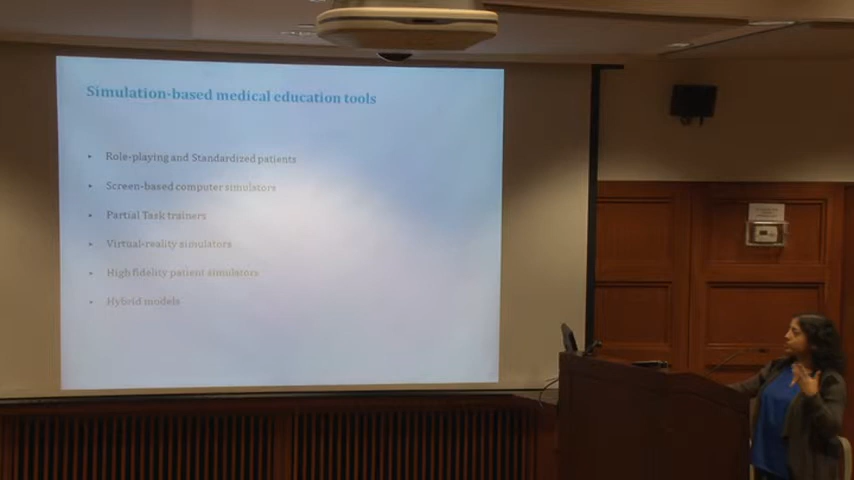 Simulation-based medical education tools
• Role-playing and Standardized patients
• Screen-based computer simulators
• Partial Task trainers
• Virtual-reality simulators
• High fidelity patient simulators
• Hybrid models